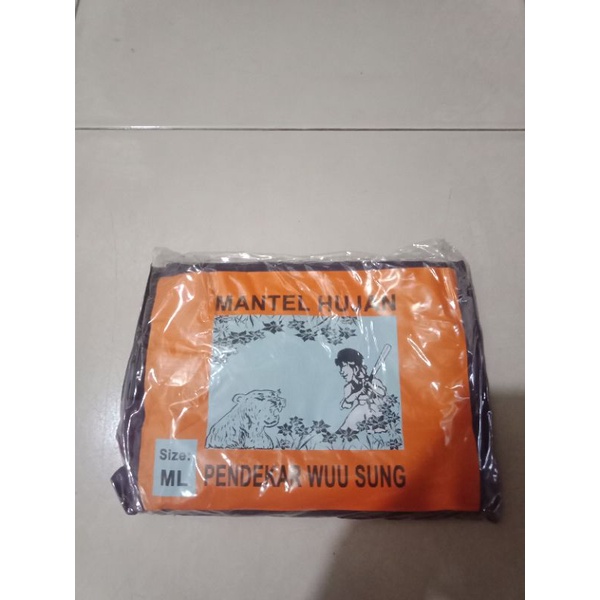 MANTEL HUJAN
Size:
ML
PENDEKAR WUU SUNG